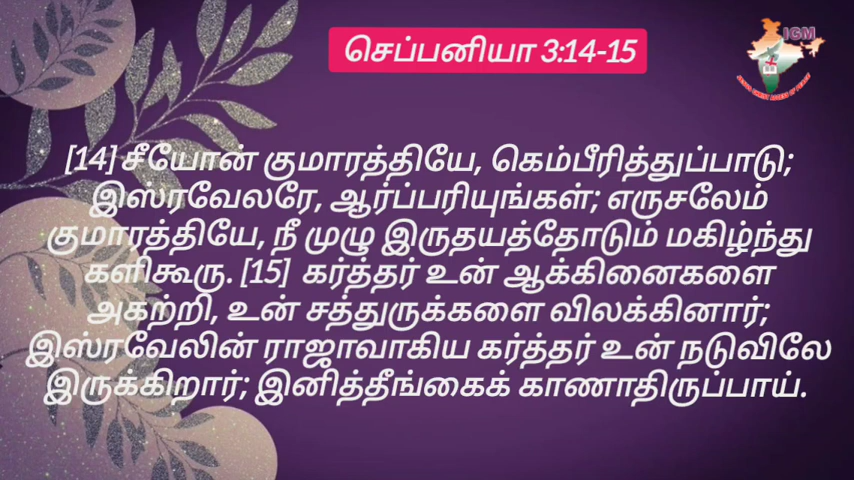 செப்பனியா 3:14-15
IGM
[14] சீயோன் குமாரத்தியே, கெம்பீரித்துப்பாடு;
இஸ்ரவேலரே, ஆர்ப்பரியுங்கள்; எருசலேம்
குமாரத்தியே, நீ முழு இருதயத்தோடும் மகிழ்ந்து
களிகூரு. [15] கர்த்தர் உன் ஆக்கினைகளை
அகற்றி, உன் சத்துருக்களை விலக்கினார்;
இஸ்ரவேலின் ராஜாவாகிய கர்த்தர் உன் நடுவிலே
இருக்கிறார்; இனித்தீங்கைக் காணாதிருப்பாய்.